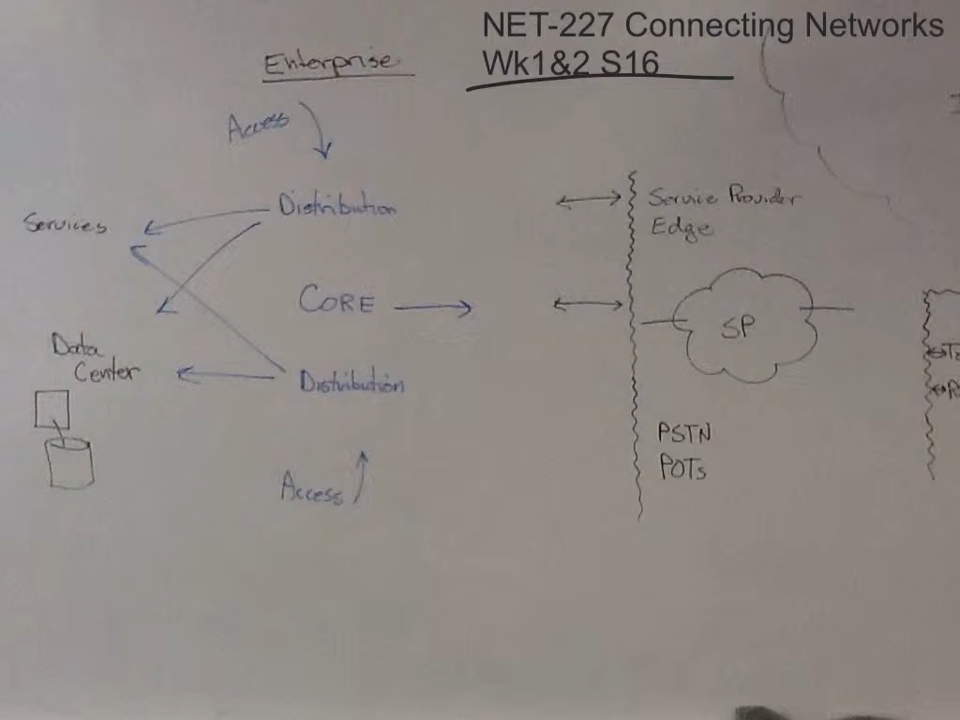 NET-227 Connecting Networks
Wk1&2 S16
Enterprise
Access
Distribution
Services
CORE
Data
Center
Distribution
Access
Service Provider
Edge
SP
PSTN
POTs